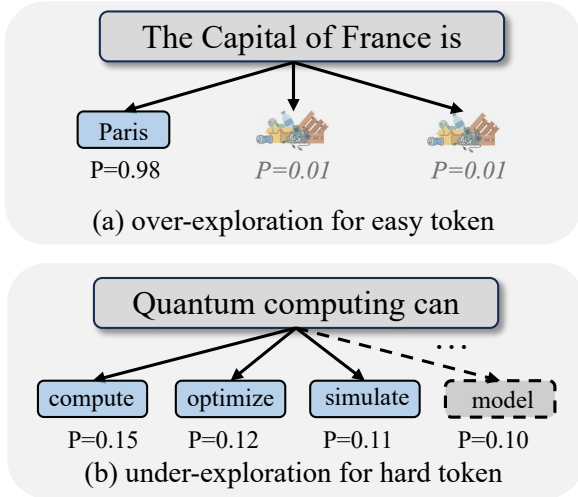 The Capital of France is
Paris
P=0.98 P=0.01 P=0.01
(a) over-exploration for easy token
Quantum computing can
...
compute optimize simulate model
P=0.15 P=0.12 P=0.11 P=0.10
(b) under-exploration for hard token